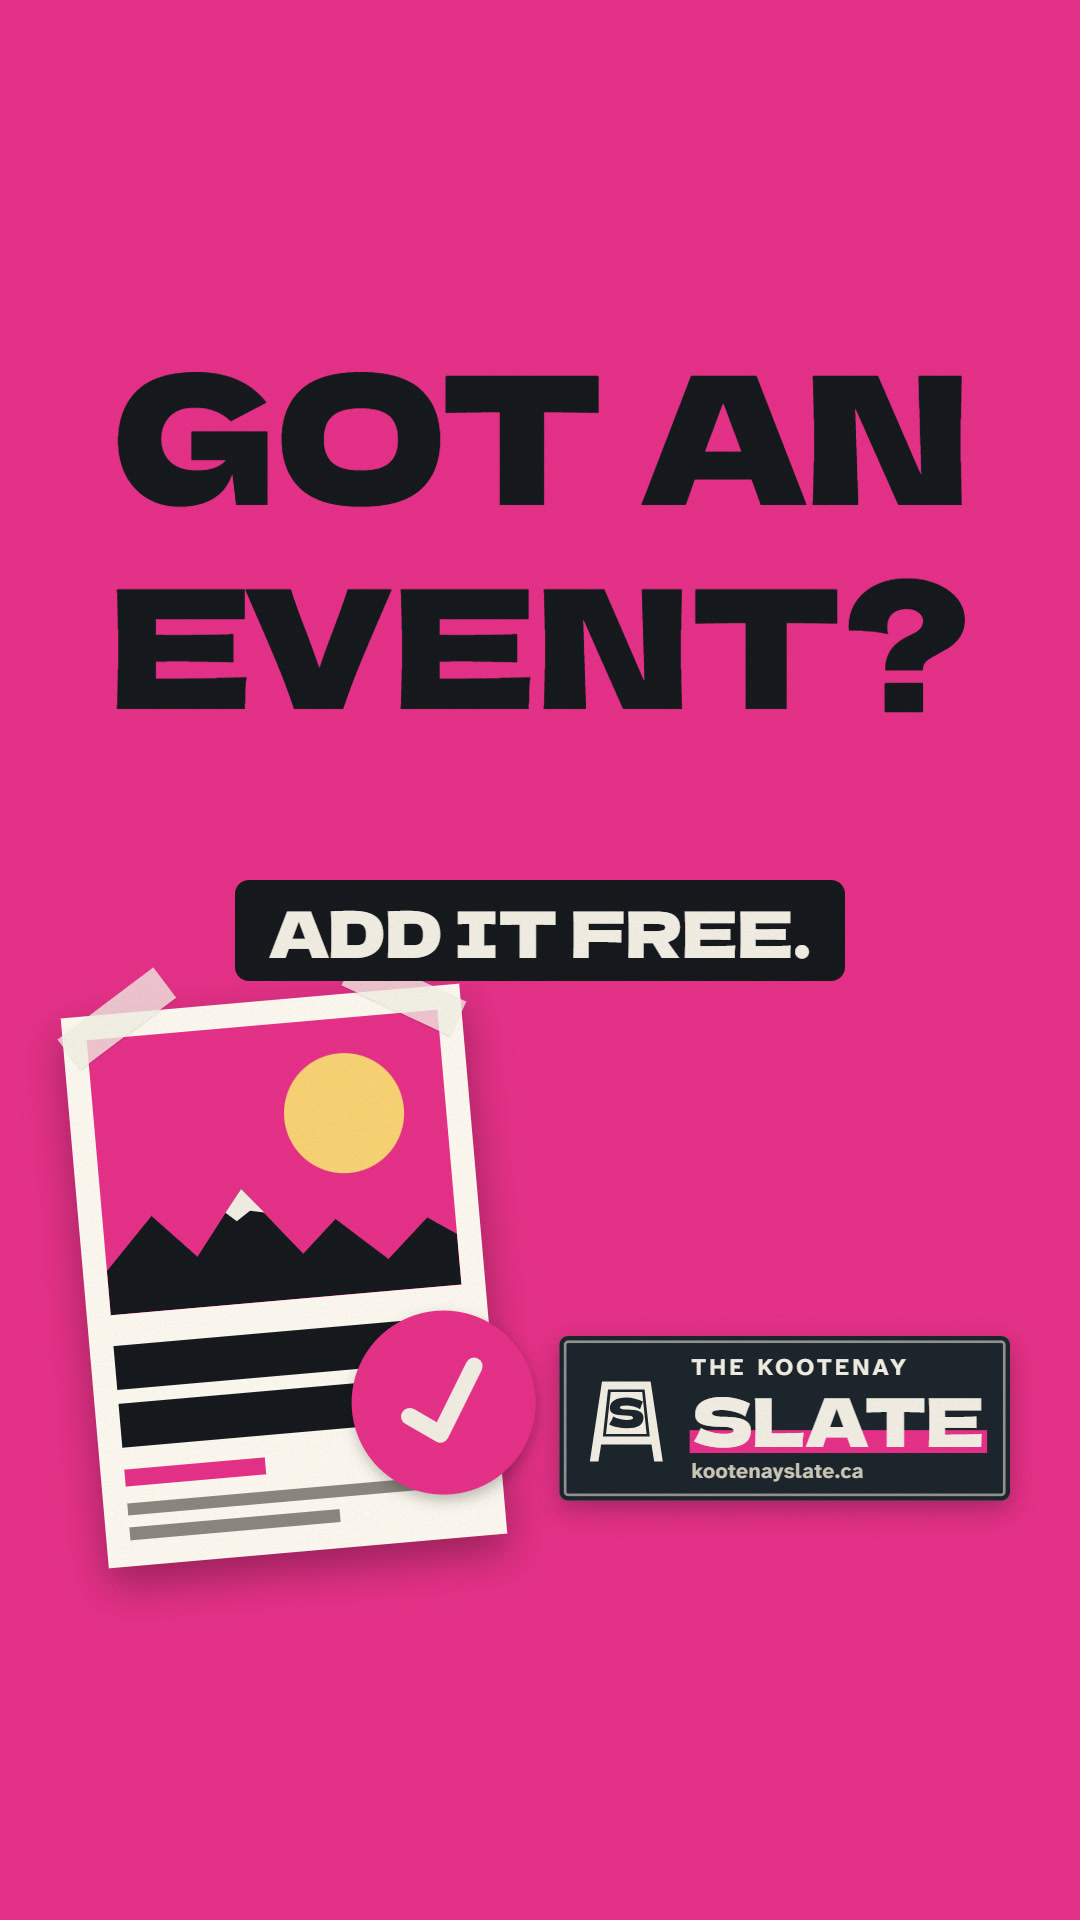 GOT AN
EVENT?
ADD IT FREE.
S
THE KOOTENAY
SLATE
kootenayslate.ca